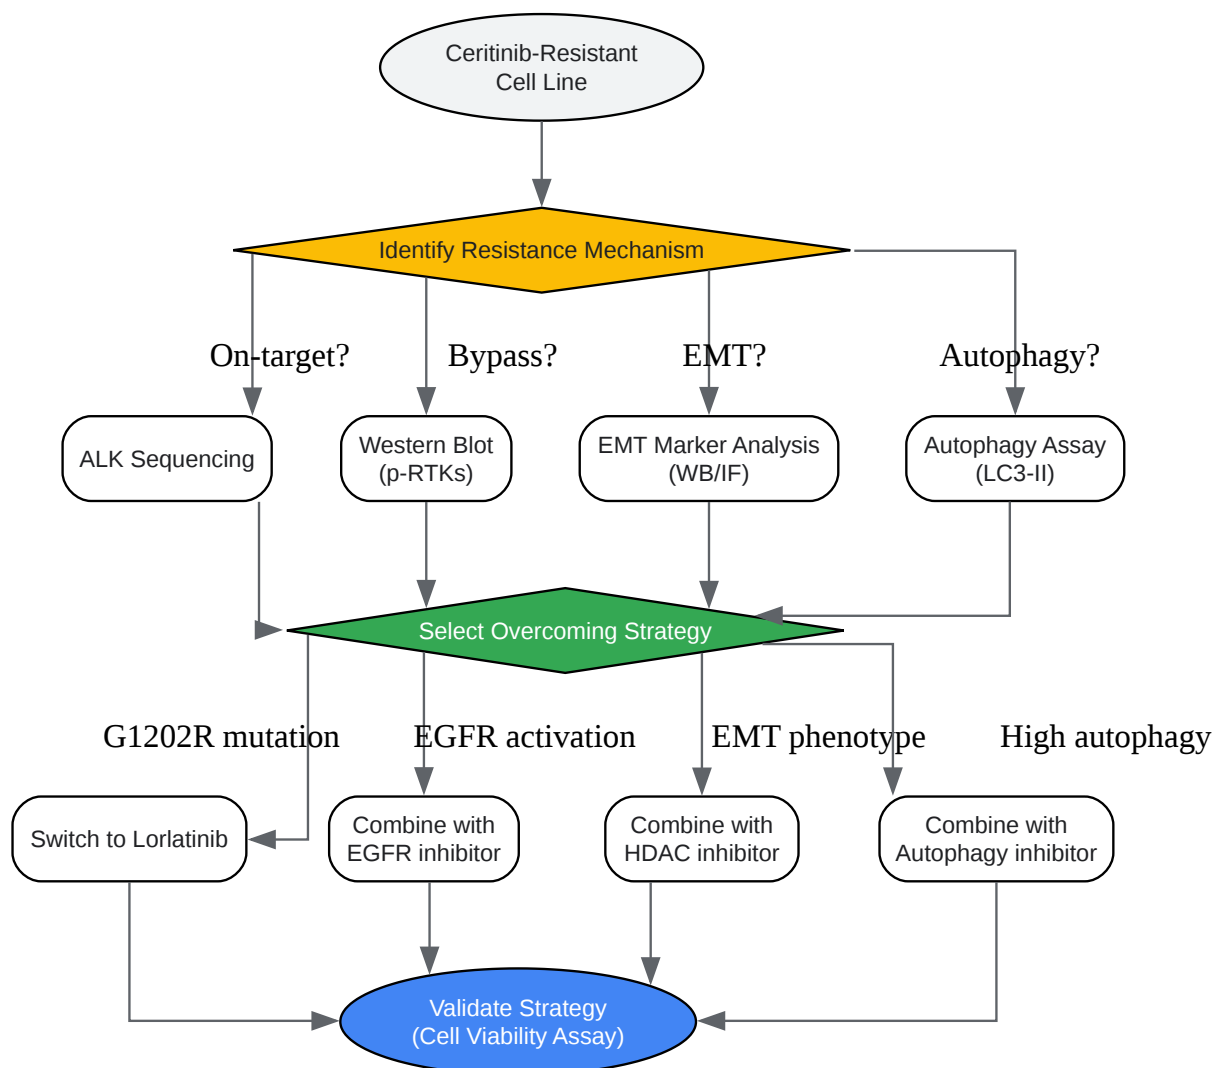 Ceritinib-Resistant
Cell Line
Identify Resistance Mechanism
On-target?
Bypass?
EMT?
Autophagy?
ALK Sequencing
Western Blot
(p-RTKs)
EMT Marker Analysis
(WB/IF)
Autophagy Assay
(LC3-II)
Select Overcoming Strategy
G1202R mutation
EGFR activation
EMT phenotype
High autophagy
Switch to Lorlatinib
Combine with
EGFR inhibitor
Combine with
HDAC inhibitor
Combine with
Autophagy inhibitor
Validate Strategy
(Cell Viability Assay)